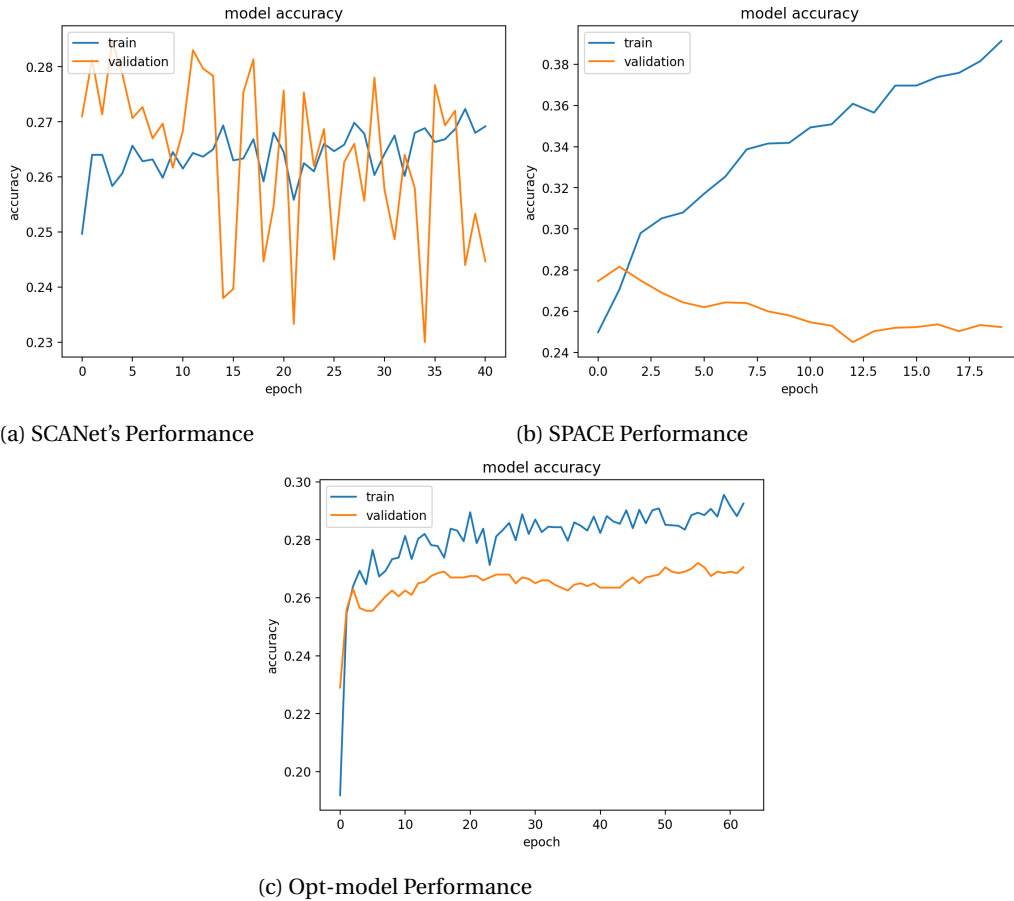 model accuracy
train
validation
0.28
0.27
0.26
0.25
0.24
0.23
accuracy
0 5 10 15 20 25 30 35 40
epoch
(a) SCANet's Performance
model accuracy
train
validation
0.38
0.36
0.34
0.32
0.30
0.28
0.26
0.24
accuracy
0.0 2.5 5.0 7.5 10.0 12.5 15.0 17.5
epoch
(b) SPACE Performance
model accuracy
train
validation
0.30
0.28
0.26
0.24
0.22
0.20
accuracy
0 10 20 30 40 50 60
epoch
(c) Opt-model Performance